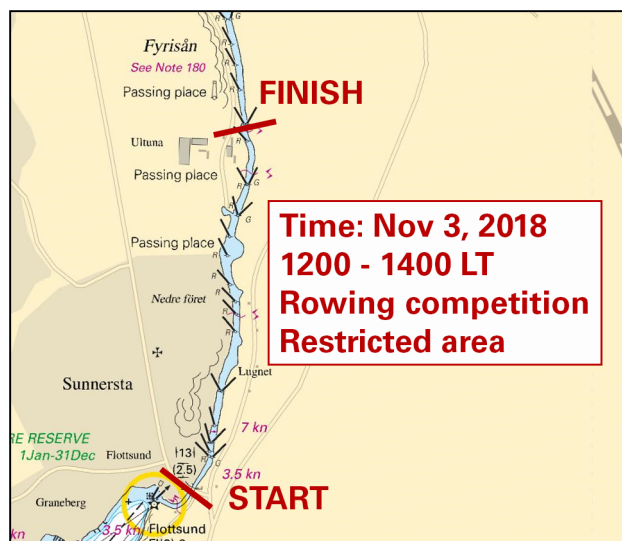 R
G
Fyrisån
See Note 180
R
Passing place
R
FINISH
Ultuna
R
Passing place
R
G
Time: Nov 3, 2018
1200 - 1400 LT
Rowing competition
Restricted area
R
G
Passing place
R
R
Nedre föret
R
R
Lugnet
Sunnersta
7 kn
RE RESERVE
1Jan-31Dec
Flottsund
13
(2.5)
R
G
3.5 kn
START
Graneberg
kn
3.5 kn
Flottsund